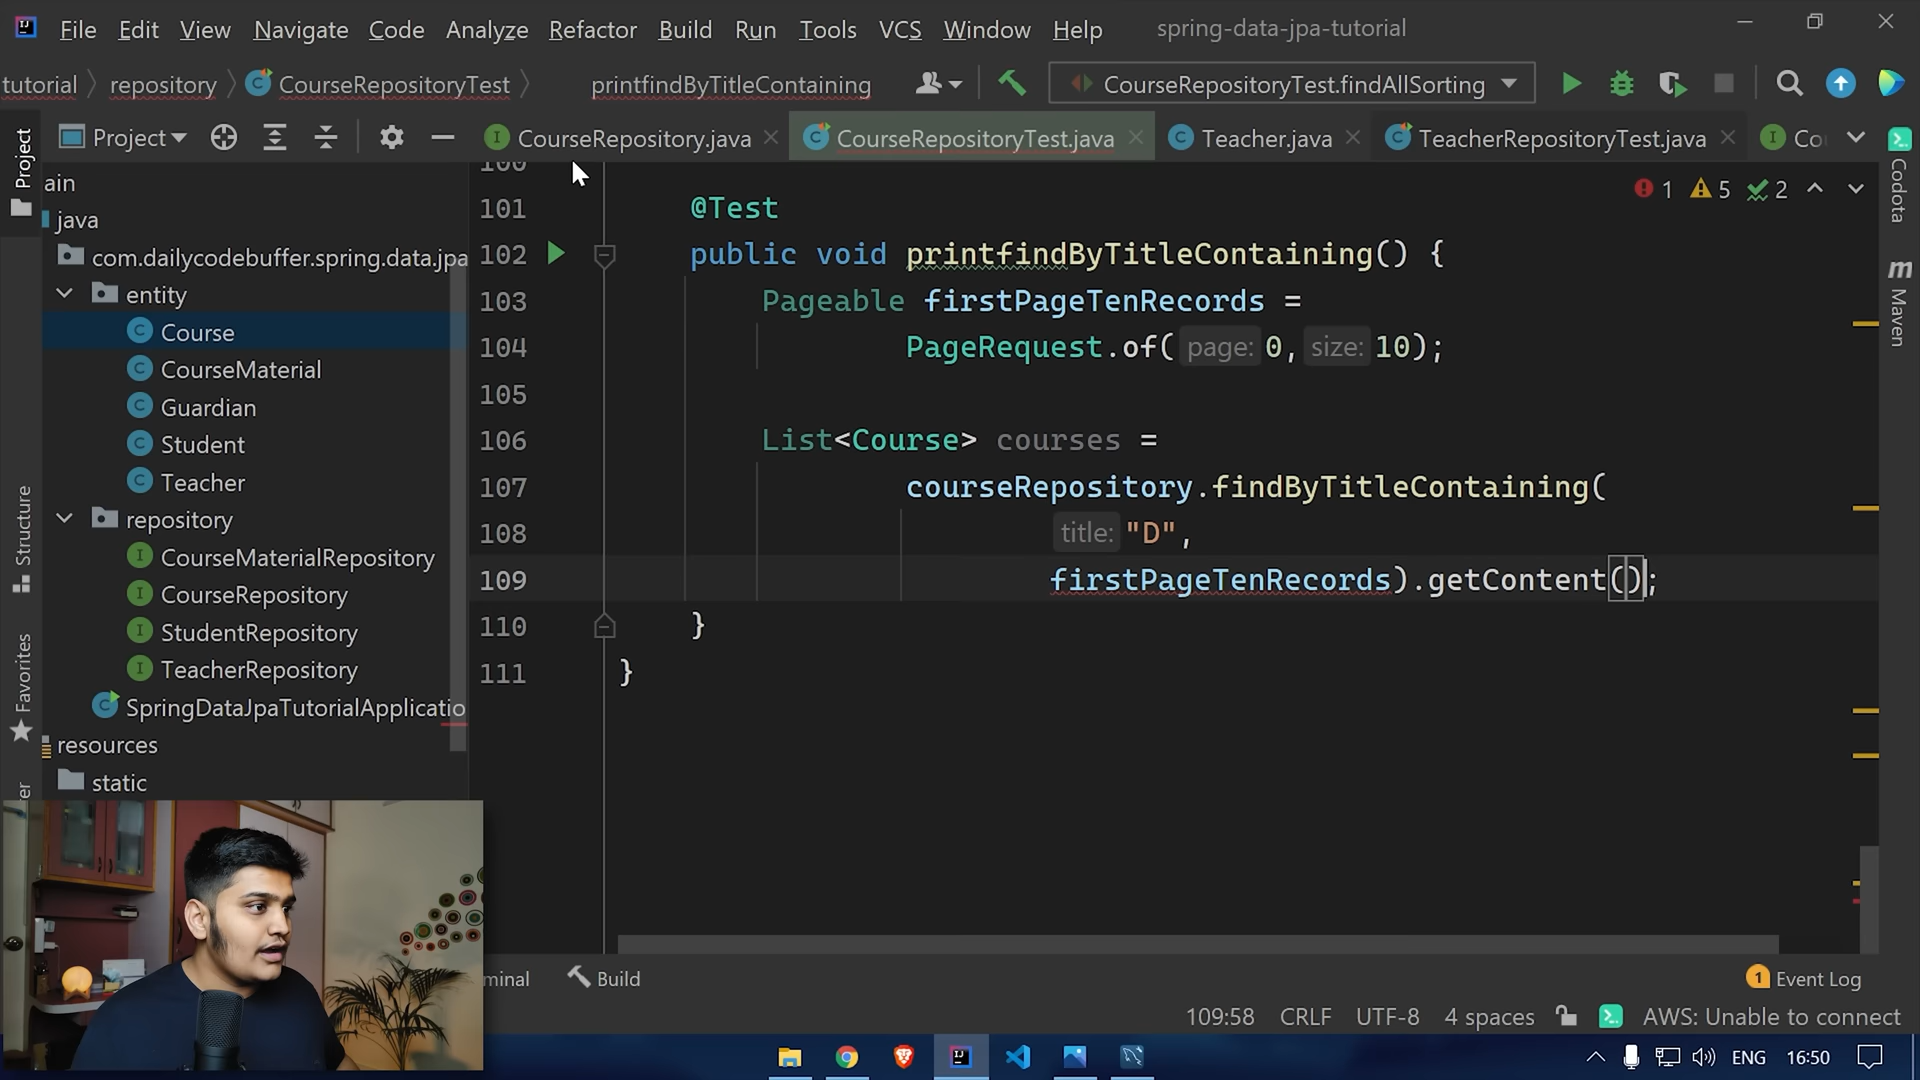 File Edit View Navigate Code Analyze Refactor Build Run Tools VCS Window Help spring-data-jpa-tutorial
tutorial repository CourseRepositoryTest printfindByTitleContaining CourseRepositoryTest.findAllSorting
Project CourseRepository.java CourseRepositoryTest.java Teacher.java TeacherRepositoryTest.java Co
Project
Structure
Favorites
er
ain
java
com.dailycodebuffer.spring.data.jpa
entity
Course
CourseMaterial
Guardian
Student
Teacher
repository
CourseMaterialRepository
CourseRepository
StudentRepository
TeacherRepository
SpringDataJpaTutorialApplicatio
resources
static
1 5 2
100
101 @Test
102 public void printfindByTitleContaining() {
103 Pageable firstPageTenRecords =
104 PageRequest.of( page: 0, size: 10);
105
106 List<Course> courses =
107 courseRepository.findByTitleContaining(
108 title: "D",
109 firstPageTenRecords).getContent();
110 }
111 }
Codota
Maven
minal Build 1 Event Log
109:58 CRLF UTF-8 4 spaces AWS: Unable to connect
ENG 16:50